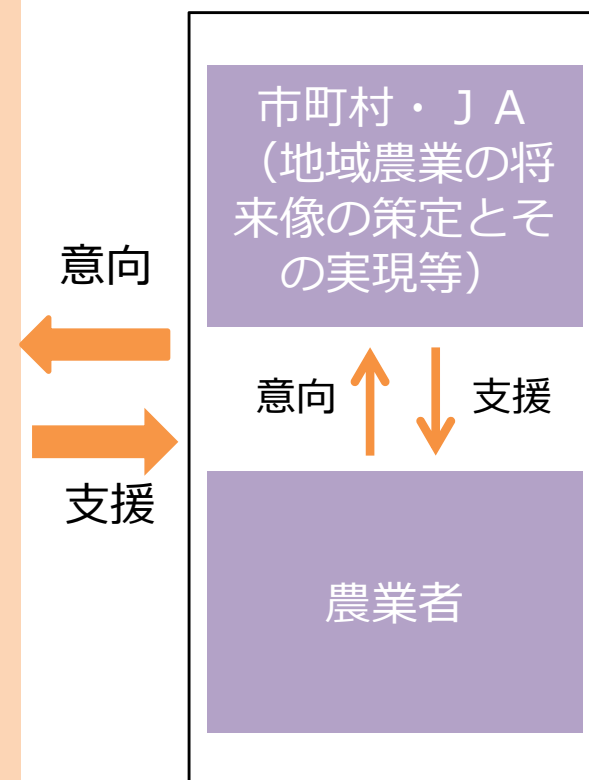 市町村・ＪＡ
（地域農業の将
来像の策定とそ
の実現等）
意向
支援
意向
支援
農業者